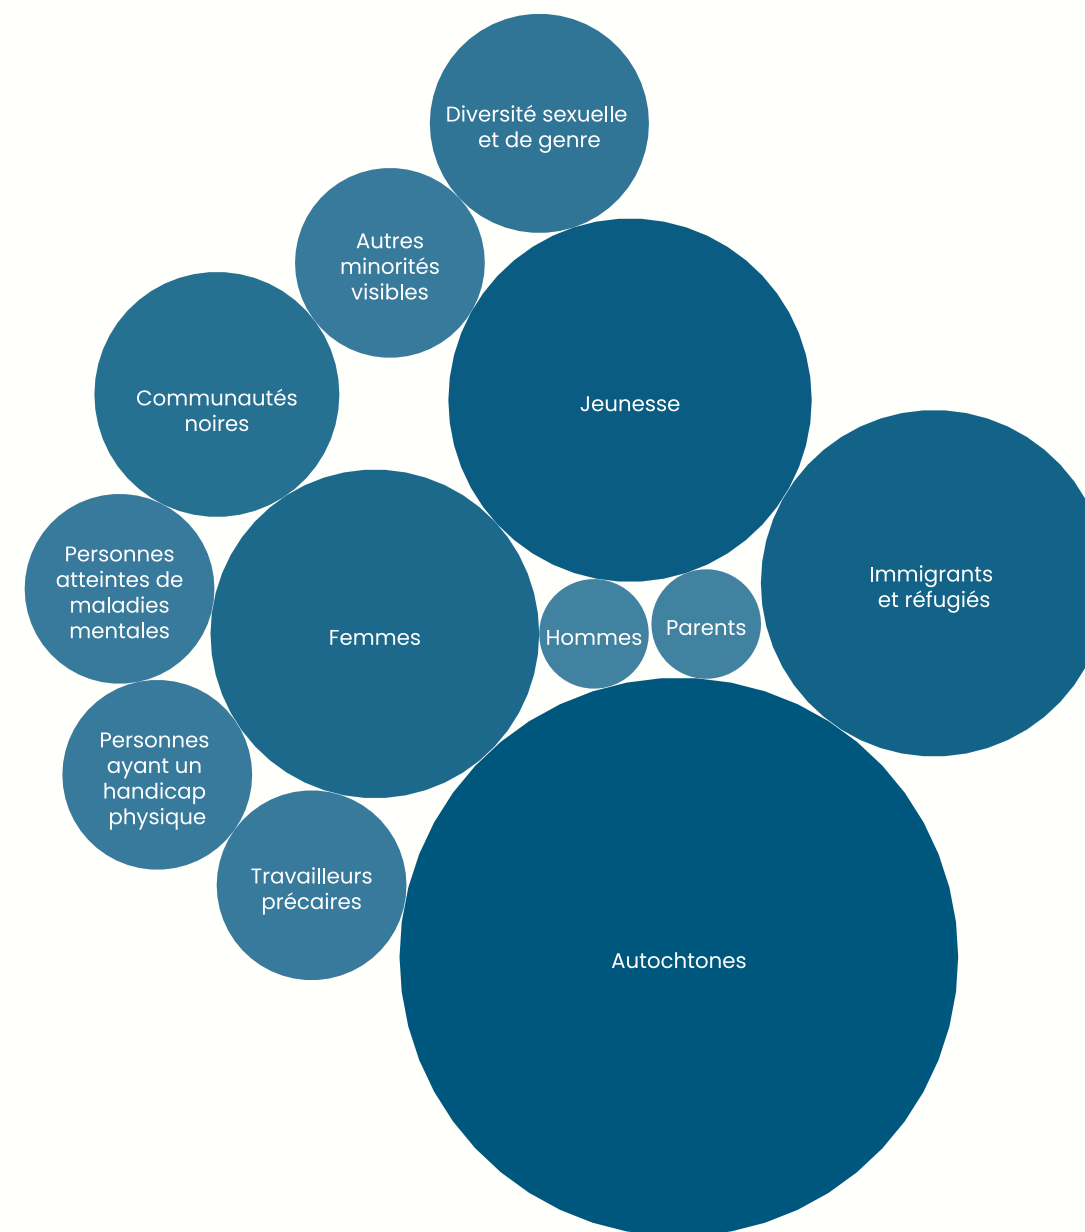 Diversité sexuelle
et de genre
Autres
minorités
visibles
Communautés
noires
Jeunesse
Personnes
atteintes de
maladies
mentales
Femmes
Hommes
Parents
Immigrants
et réfugiés
Personnes
ayant un
handicap
physique
Travailleurs
précaires
Autochtones